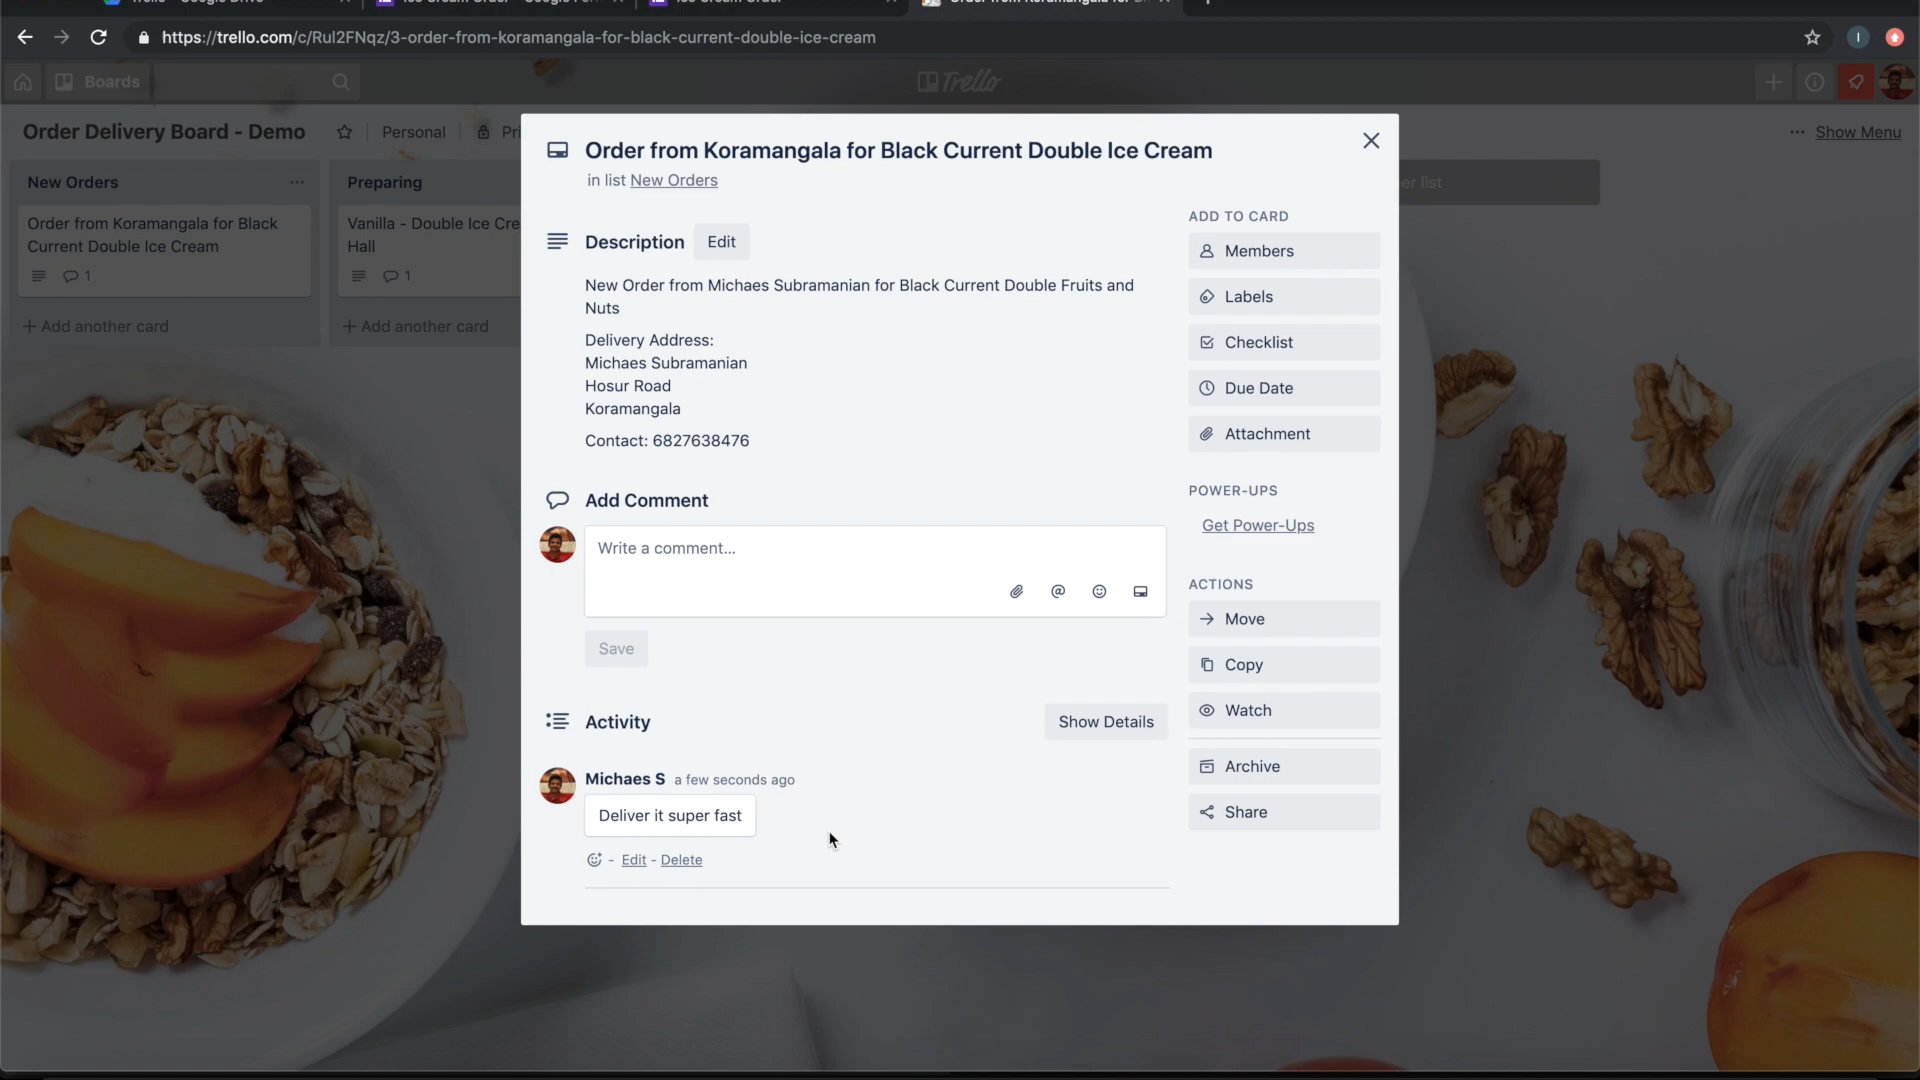 https://trello.com/c/Rul2FNqz/3-order-from-koramangala-for-black-current-double-ice-cream
I
Boards
Trello
Order Delivery Board - Demo
Personal
Show Menu
New Orders
Order from Koramangala for Black
Current Double Ice Cream
1
+ Add another card
Preparing
Vanilla - Double Ice Cre
Hall
1
+ Add another card
list
Order from Koramangala for Black Current Double Ice Cream
in list New Orders
Description
Edit
New Order from Michaes Subramanian for Black Current Double Fruits and
Nuts
Delivery Address:
Michaes Subramanian
Hosur Road
Koramangala
Contact: 6827638476
Add Comment
Write a comment...
Save
Activity
Show Details
Michaes S a few seconds ago
Deliver it super fast
- Edit - Delete
ADD TO CARD
Members
Labels
Checklist
Due Date
Attachment
POWER-UPS
Get Power-Ups
ACTIONS
Move
Copy
Watch
Archive
Share